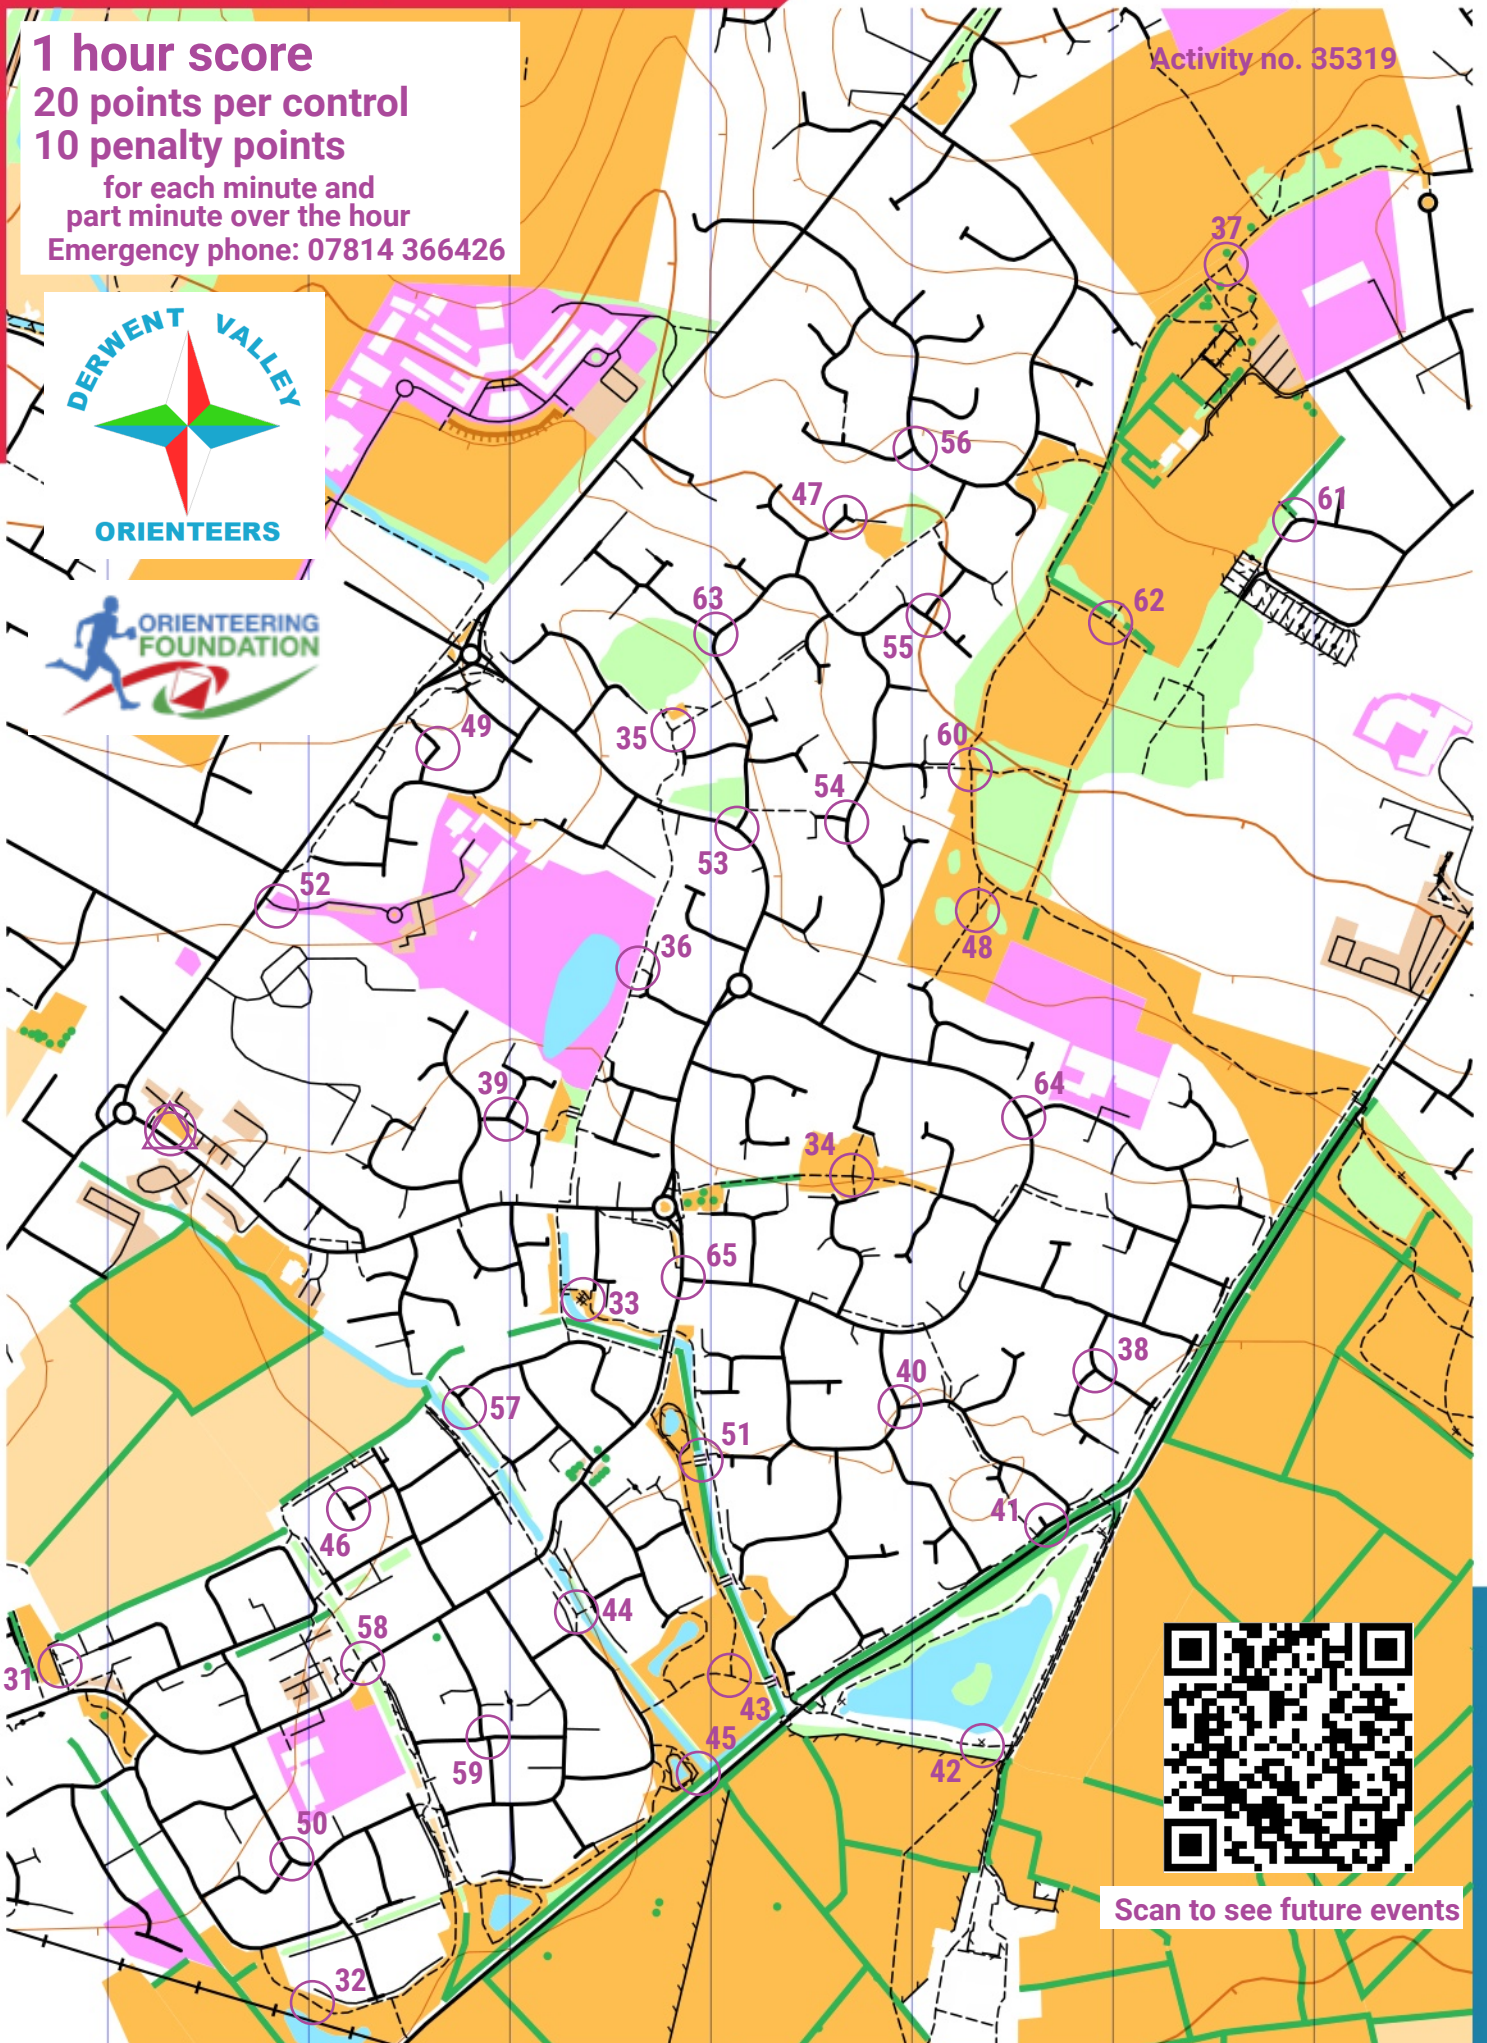 1 hour score
20 points per control
10 penalty points
for each minute and
part minute over the hour
Emergency phone: 07814 366426
Activity no. 35319
DERWENT VALLEY
ORIENTEERS
ORIENTEERING
FOUNDATION
37
56
47
61
63
62
55
49
35
60
54
53
52
36
48
39
64
34
65
33
38
40
57
51
41
46
44
58
31
43
45
59
42
50
32
Scan to see future events